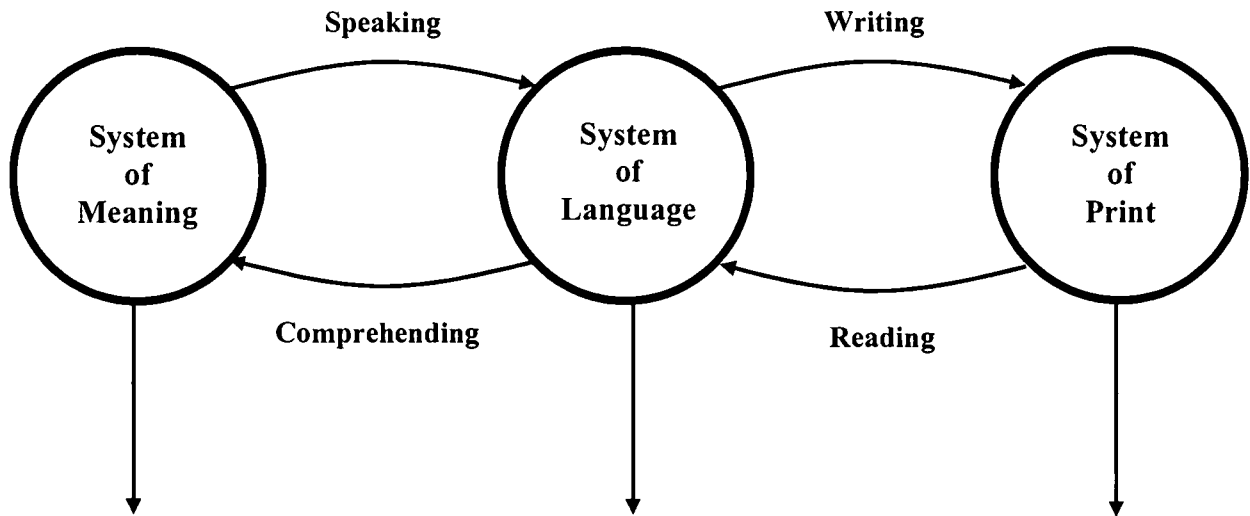 Speaking
Writing
System
of
Meaning
System
of
Language
System
of
Print
Comprehending
Reading